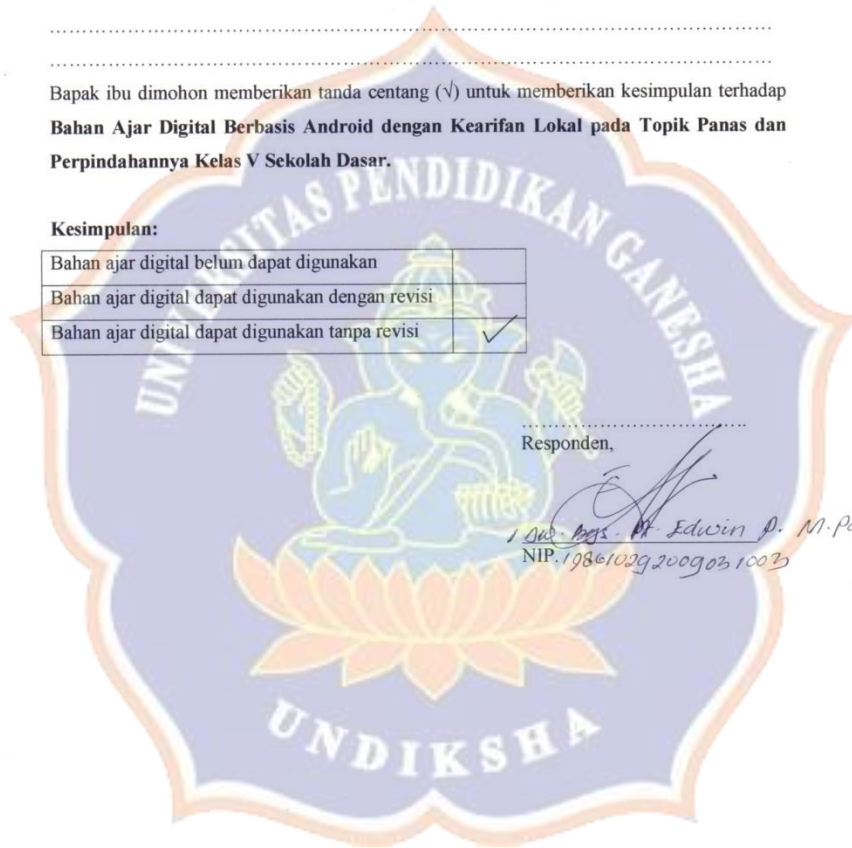 Bapak ibu dimohon memberikan tanda centang (√) untuk memberikan kesimpulan terhadap
Bahan Ajar Digital Berbasis Android dengan Kearifan Lokal pada Topik Panas dan
Perpindahannya Kelas V Sekolah Dasar.
Kesimpulan:
Bahan ajar digital belum dapat digunakan
Bahan ajar digital dapat digunakan dengan revisi
Bahan ajar digital dapat digunakan tanpa revisi ✓
Responden,
Edwin P. M.Pd
NIP. 198610292009031003
UNIVERSITAS PENDIDIKAN GANESHA
UNDIKSHA